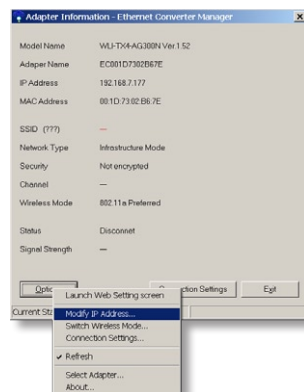 Adapter Information - Ethernet Converter Manager
Model Name WLI-TX4-AG300N Ver.1.52
Adaper Name EC001D7302B67E
IP Address 192.168.7.177
MAC Address 00:1D:73:02:B6:7E
SSID (???) ---
Network Type Infrastructure Mode
Security Not encrypted
Channel ---
Wireless Mode 802.11a Preferred
Status Disconnet
Signal Strength ---
Connection Settings
Exit
Launch Web Setting screen
Modify IP Address...
Switch Wireless Mode...
Connection Settings...
Refresh
Select Adapter...
About...